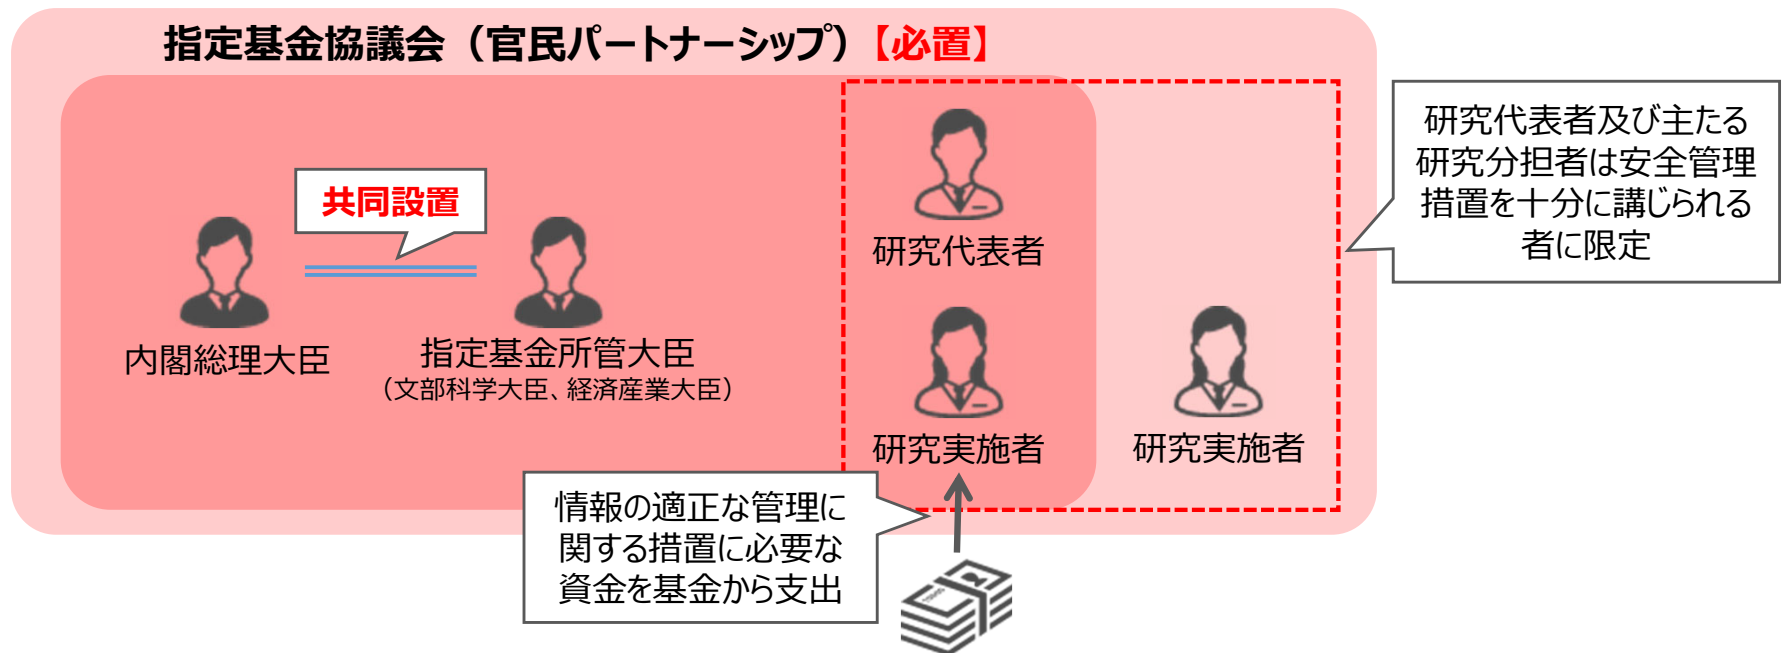 指定基金協議会（官民パートナーシップ）【必置】
共同設置
内閣総理大臣
指定基金所管大臣
（文部科学大臣、経済産業大臣）
研究代表者
研究実施者
研究実施者
研究代表者及び主たる
研究分担者は安全管理
措置を十分に講じられる
者に限定
情報の適正な管理に
関する措置に必要な
資金を基金から支出